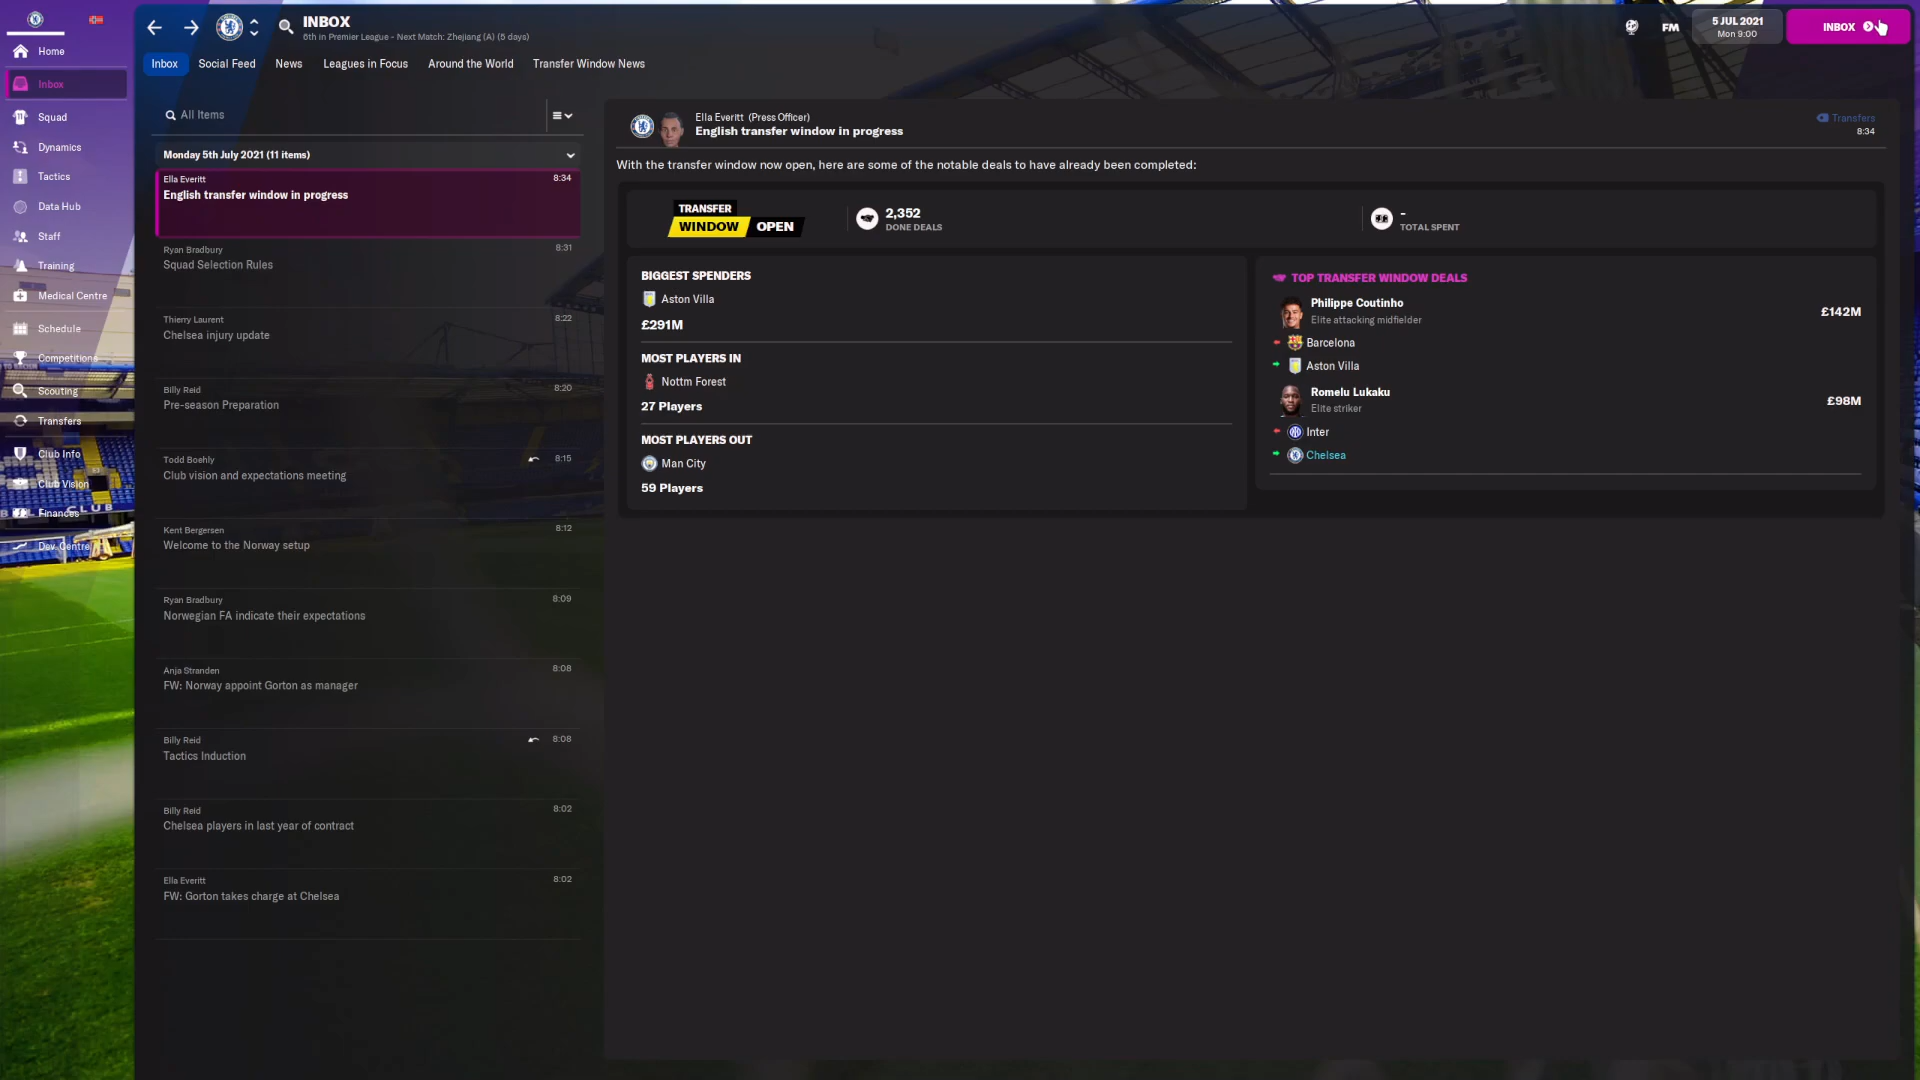 INBOX
6th in Premier League - Next Match: Zhejiang (A) (5 days)
FM
5 JUL 2021
Mon 9:00
INBOX
Home
Inbox
Squad
Dynamics
Tactics
Data Hub
Staff
Training
Medical Centre
Schedule
Competitions
Scouting
Transfers
Club Info
Club Vision
Finances
Dev. Centre
Inbox
Social Feed
News
Leagues in Focus
Around the World
Transfer Window News
All Items
Monday 5th July 2021 (11 items)
Ella Everitt 8:34
English transfer window in progress
Ryan Bradbury 8:31
Squad Selection Rules
Thierry Laurent 8:22
Chelsea injury update
Billy Reid 8:20
Pre-season Preparation
Todd Boehly 8:15
Club vision and expectations meeting
Kent Bergersen 8:12
Welcome to the Norway setup
Ryan Bradbury 8:09
Norwegian FA indicate their expectations
Anja Stranden 8:08
FW: Norway appoint Gorton as manager
Billy Reid 8:08
Tactics Induction
Billy Reid 8:02
Chelsea players in last year of contract
Ella Everitt 8:02
FW: Gorton takes charge at Chelsea
Ella Everitt (Press Officer)
English transfer window in progress
Transfers
8:34
With the transfer window now open, here are some of the notable deals to have already been completed:
TRANSFER
WINDOW OPEN
2,352
DONE DEALS
-
TOTAL SPENT
BIGGEST SPENDERS
Aston Villa
£291M
MOST PLAYERS IN
Nottm Forest
27 Players
MOST PLAYERS OUT
Man City
59 Players
TOP TRANSFER WINDOW DEALS
Philippe Coutinho
Elite attacking midfielder
£142M
Barcelona
Aston Villa
Romelu Lukaku
Elite striker
£98M
Inter
Chelsea